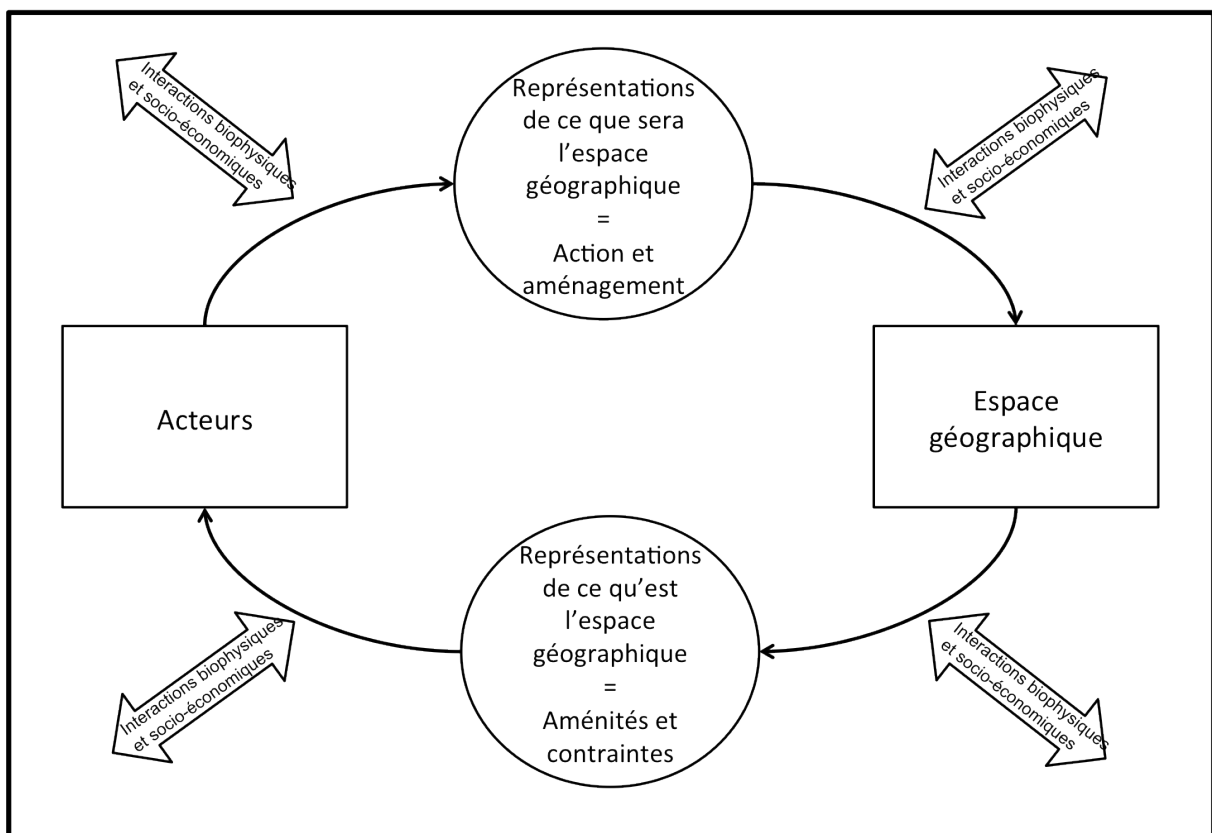 Interactions biophysiques
et socio-économiques
Représentations
de ce que sera
l’espace
géographique
=
Action et
aménagement
Interactions biophysiques
et socio-économiques
Acteurs
Espace
géographique
Représentations
de ce qu’est
l’espace
géographique
=
Aménités et
contraintes
Interactions biophysiques
et socio-économiques
Interactions biophysiques
et socio-économiques